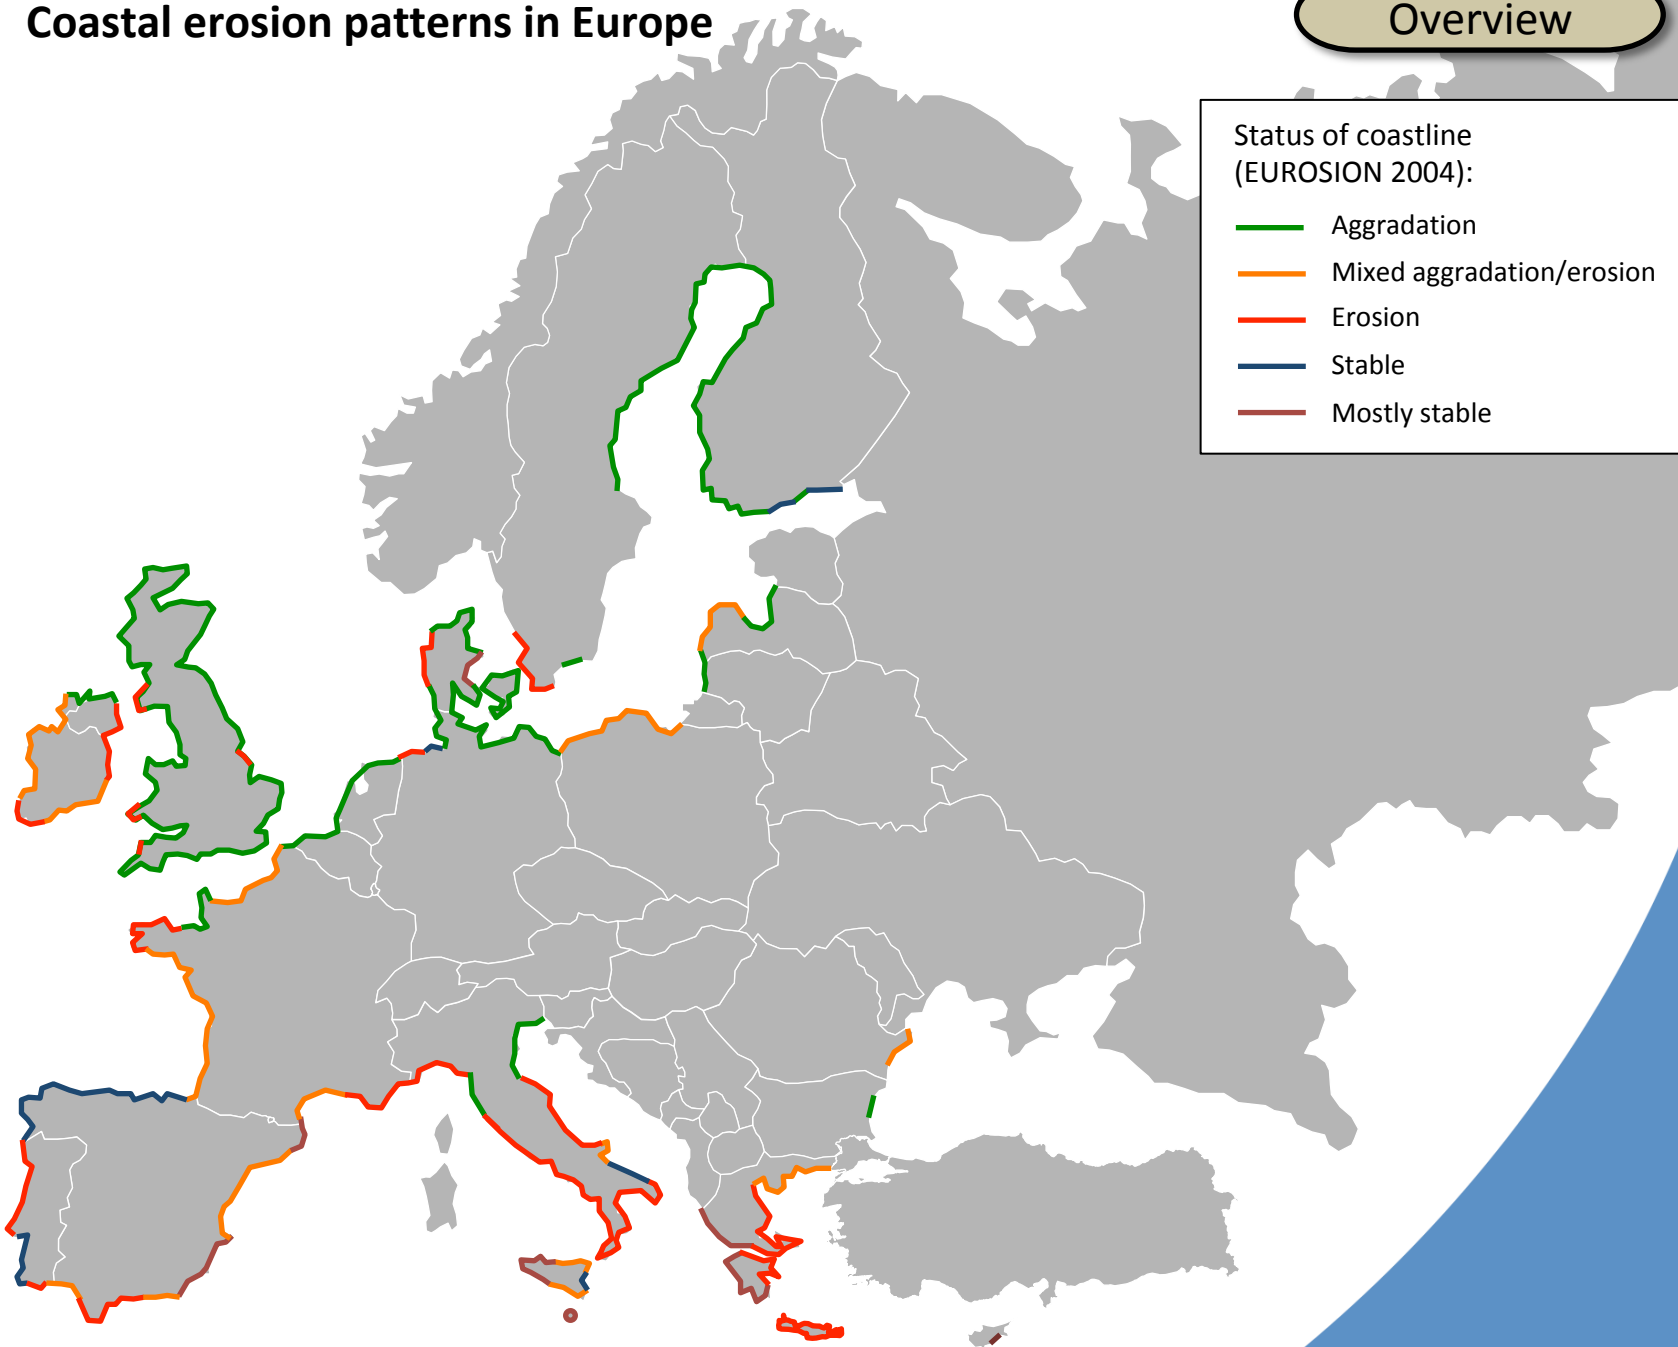 Coastal erosion patterns in Europe
Overview
Status of coastline
(EUROSION 2004):
Aggradation
Mixed aggradation/erosion
Erosion
Stable
Mostly stable